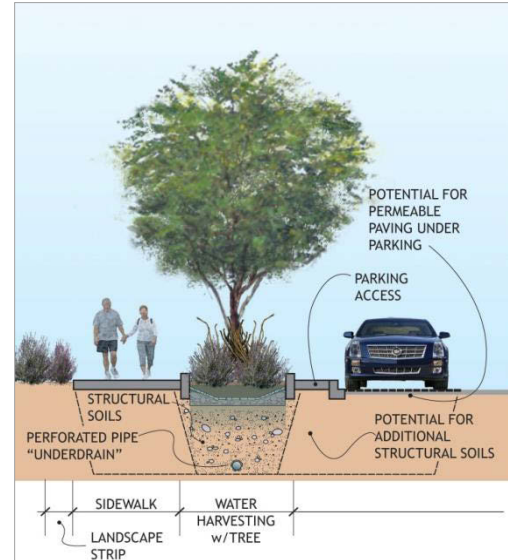 POTENTIAL FOR
PERMEABLE
PAVING UNDER
PARKING
PARKING
ACCESS
STRUCTURAL
SOILS
PERFORATED PIPE
“UNDERDRAIN”
POTENTIAL FOR
ADDITIONAL
STRUCTURAL SOILS
SIDEWALK
WATER
HARVESTING
w/TREE
LANDSCAPE
STRIP